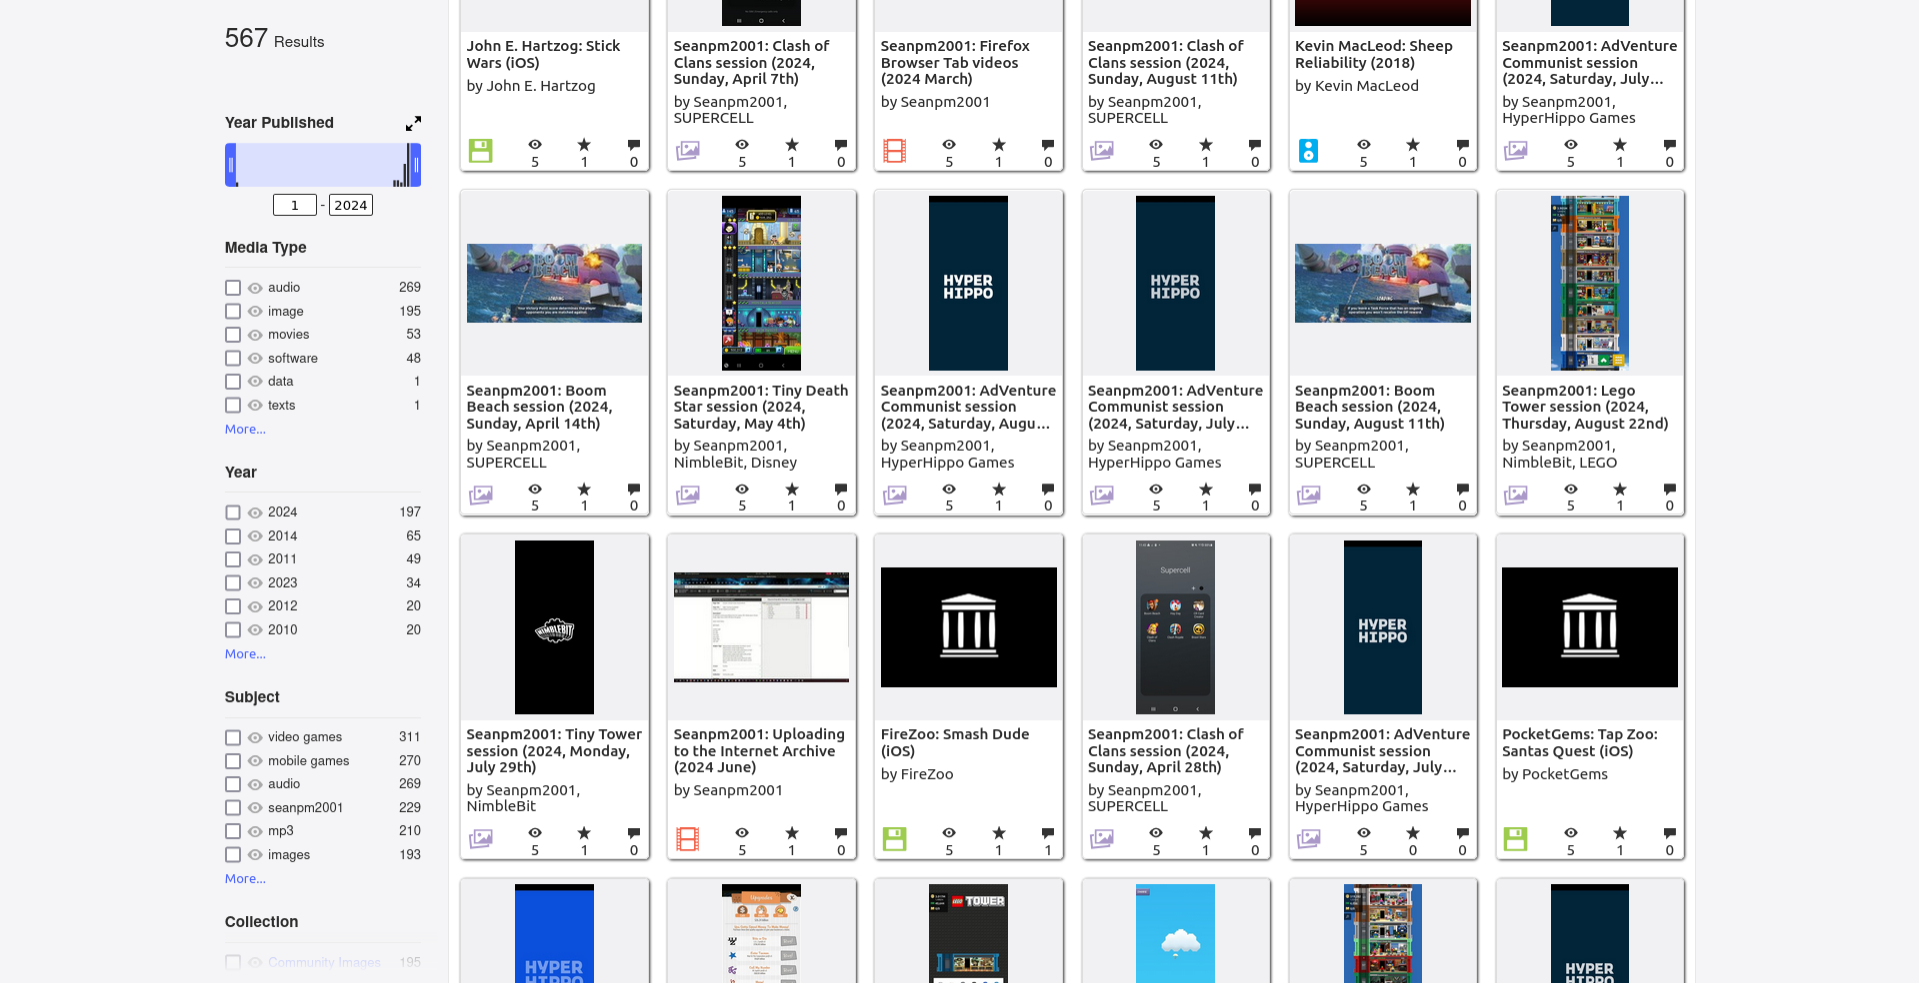 567 Results
Year Published
1 - 2024
Media Type
audio 269
image 195
movies 53
software 48
data 1
texts 1
More...
Year
2024 197
2014 65
2011 49
2023 34
2012 20
2010 20
More...
Subject
video games 311
mobile games 270
audio 269
seanpm2001 229
mp3 210
images 193
More...
Collection
Community Images 195
John E. Hartzog: Stick
Wars (iOS)
by John E. Hartzog
5 1 0
Seanpm2001: Clash of
Clans session (2024,
Sunday, April 7th)
by Seanpm2001,
SUPERCELL
5 1 0
Seanpm2001: Firefox
Browser Tab videos
(2024 March)
by Seanpm2001
5 1 0
Seanpm2001: Clash of
Clans session (2024,
Sunday, August 11th)
by Seanpm2001,
SUPERCELL
5 1 0
Kevin MacLeod: Sheep
Reliability (2018)
by Kevin MacLeod
5 1 0
Seanpm2001: AdVenture
Communist session
(2024, Saturday, July...
by Seanpm2001,
HyperHippo Games
5 1 0
BOOM
BEACH
Seanpm2001: Boom
Beach session (2024,
Sunday, April 14th)
by Seanpm2001,
SUPERCELL
5 1 0
Seanpm2001: Tiny Death
Star session (2024,
Saturday, May 4th)
by Seanpm2001,
NimbleBit, Disney
5 1 0
HYPER
HIPPO
Seanpm2001: AdVenture
Communist session
(2024, Saturday, Augu...
by Seanpm2001,
HyperHippo Games
5 1 0
HYPER
HIPPO
Seanpm2001: AdVenture
Communist session
(2024, Saturday, July...
by Seanpm2001,
HyperHippo Games
5 1 0
BOOM
BEACH
Seanpm2001: Boom
Beach session (2024,
Sunday, August 11th)
by Seanpm2001,
SUPERCELL
5 1 0
Seanpm2001: Lego
Tower session (2024,
Thursday, August 22nd)
by Seanpm2001,
NimbleBit, LEGO
5 1 0
NIMBLEBIT
Seanpm2001: Tiny Tower
session (2024, Monday,
July 29th)
by Seanpm2001,
NimbleBit
5 1 0
Seanpm2001: Uploading
to the Internet Archive
(2024 June)
by Seanpm2001
5 1 0
FireZoo: Smash Dude
(iOS)
by FireZoo
5 1 1
Supercell
Seanpm2001: Clash of
Clans session (2024,
Sunday, April 28th)
by Seanpm2001,
SUPERCELL
5 1 0
HYPER
HIPPO
Seanpm2001: AdVenture
Communist session
(2024, Saturday, July...
by Seanpm2001,
HyperHippo Games
5 0 0
PocketGems: Tap Zoo:
Santas Quest (iOS)
by PocketGems
5 1 0
HYPER
HIPPO
Upgrades
LEGO TOWER
HYPER
HIPPO